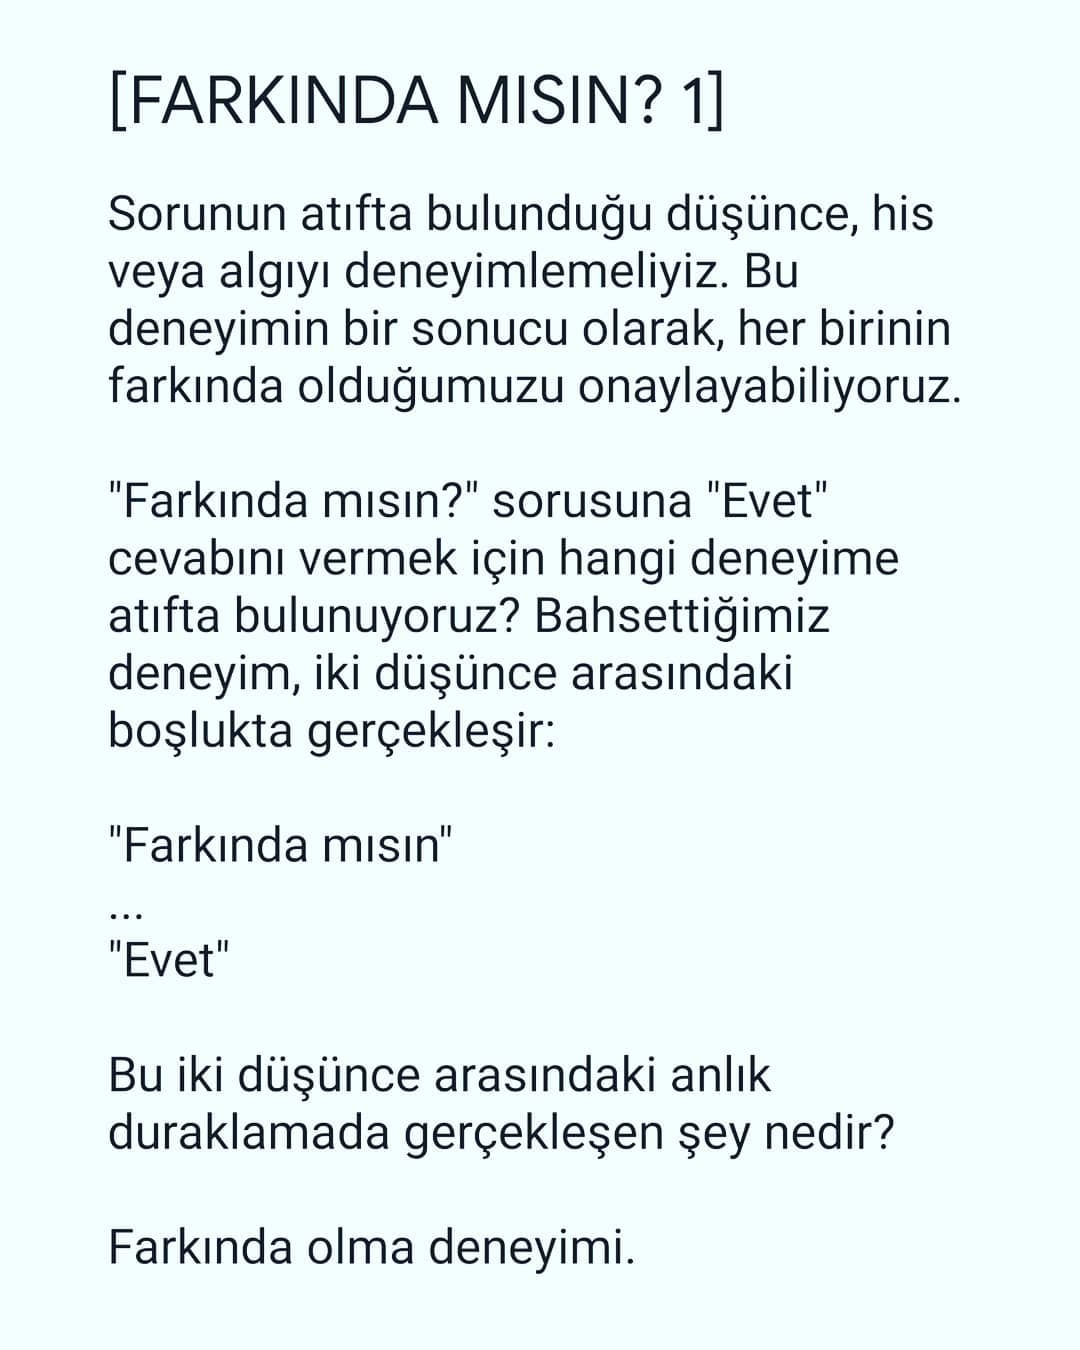 [FARKINDA MISIN? 1]
Sorunun atıfta bulunduğu düşünce, his
veya algıyı deneyimlemeliyiz. Bu
deneyimin bir sonucu olarak, her birinin
farkında olduğumuzu onaylayabiliyoruz.
"Farkında mısın?" sorusuna "Evet"
cevabını vermek için hangi deneyime
atıfta bulunuyoruz? Bahsettiğimiz
deneyim, iki düşünce arasındaki
boşlukta gerçekleşir:
"Farkında mısın"
...
"Evet"
Bu iki düşünce arasındaki anlık
duraklamada gerçekleşen şey nedir?
Farkında olma deneyimi.